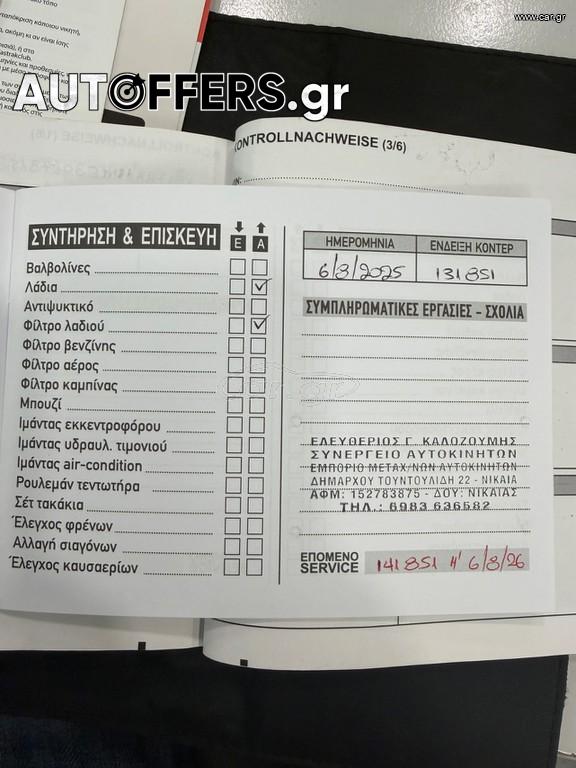 www.car.gr
AUTOFFERS.gr
ΚΟΝTROLLNACHWEISE (3/6)
ΣΥΝΤΗΡΗΣΗ & ΕΠΙΣΚΕΥΗ
Ε Α
Βαλβολίνες
Λάδια ✓
Αντιψυκτικό
Φίλτρο λαδιού ✓
Φίλτρο βενζίνης
Φίλτρο αέρος
Φίλτρο καμπίνας
Μπουζί
Ιμάντας εκκεντροφόρου
Ιμάντας υδραυλ. τιμονιού
Ιμάντας air-condition
Ρουλεμάν τεντωτήρα
Σέτ τακάκια
Έλεγχος φρένων
Αλλαγή σιαγόνων
Έλεγχος καυσαερίων
ΗΜΕΡΟΜΗΝΙΑ ΕΝΔΕΙΞΗ ΚΟΝΤΕΡ
6/8/2025 131851
ΣΥΜΠΛΗΡΩΜΑΤΙΚΕΣ ΕΡΓΑΣΙΕΣ - ΣΧΟΛΙΑ
ΕΛΕΥΘΕΡΙΟΣ Γ. ΚΑΛΟΖΟΥΜΗΣ
ΣΥΝΕΡΓΕΙΟ ΑΥΤΟΚΙΝΗΤΩΝ
ΕΜΠΟΡΙΟ ΜΕΤΑΧ/ΝΩΝ ΑΥΤΟΚΙΝΗΤΩΝ
ΔΗΜΑΡΧΟΥ ΤΟΥΝΤΟΥΛΙΔΗ 22 - ΝΙΚΑΙΑ
ΑΦΜ: 152783875 - ΔΟΥ: ΝΙΚΑΙΑΣ
ΤΗΛ.: 6983 636582
ΕΠΟΜΕΝΟ
SERVICE 141851 ή 6/8/26